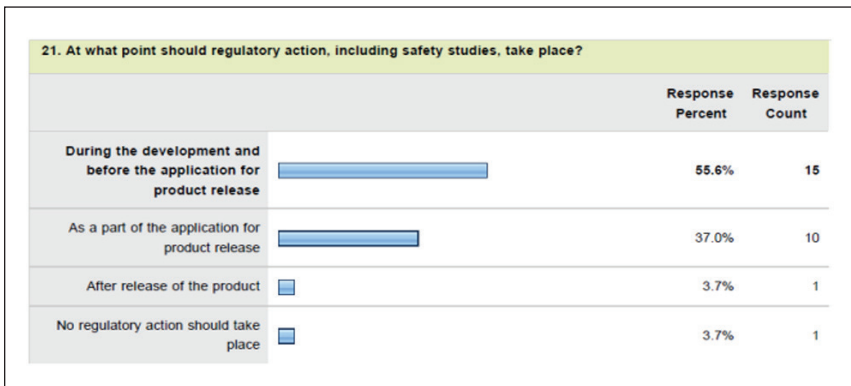 21. At what point should regulatory action, including safety studies, take place?
Response Response
Percent Count
During the development and
before the application for
product release
55.6% 15
As a part of the application for
product release
37.0% 10
After release of the product
3.7% 1
No regulatory action should take
place
3.7% 1